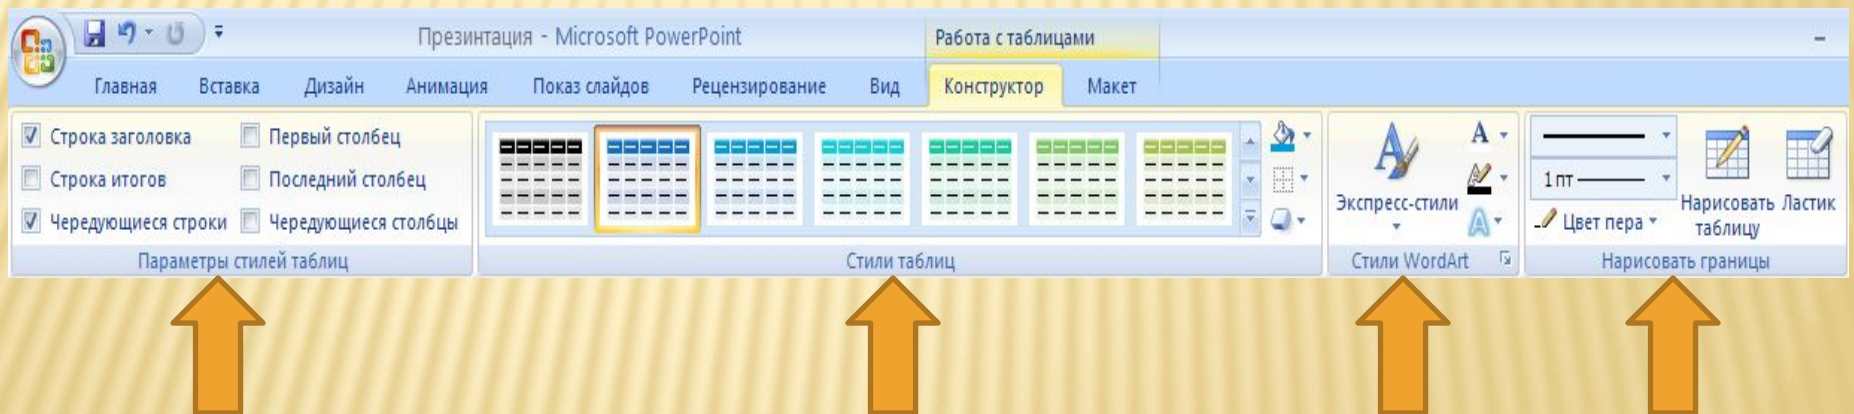 Презинтация - Microsoft PowerPoint
Работа с таблицами
Главная Вставка Дизайн Анимация Показ слайдов Рецензирование Вид Конструктор Макет
Строка заголовка
Первый столбец
Строка итогов
Последний столбец
Чередующиеся строки
Чередующиеся столбцы
Параметры стилей таблиц
Стили таблиц
Экспресс-стили
A
A
A
Стили WordArt
1 пт
Цвет пера
Нарисовать
таблицу
Ластик
Нарисовать границы